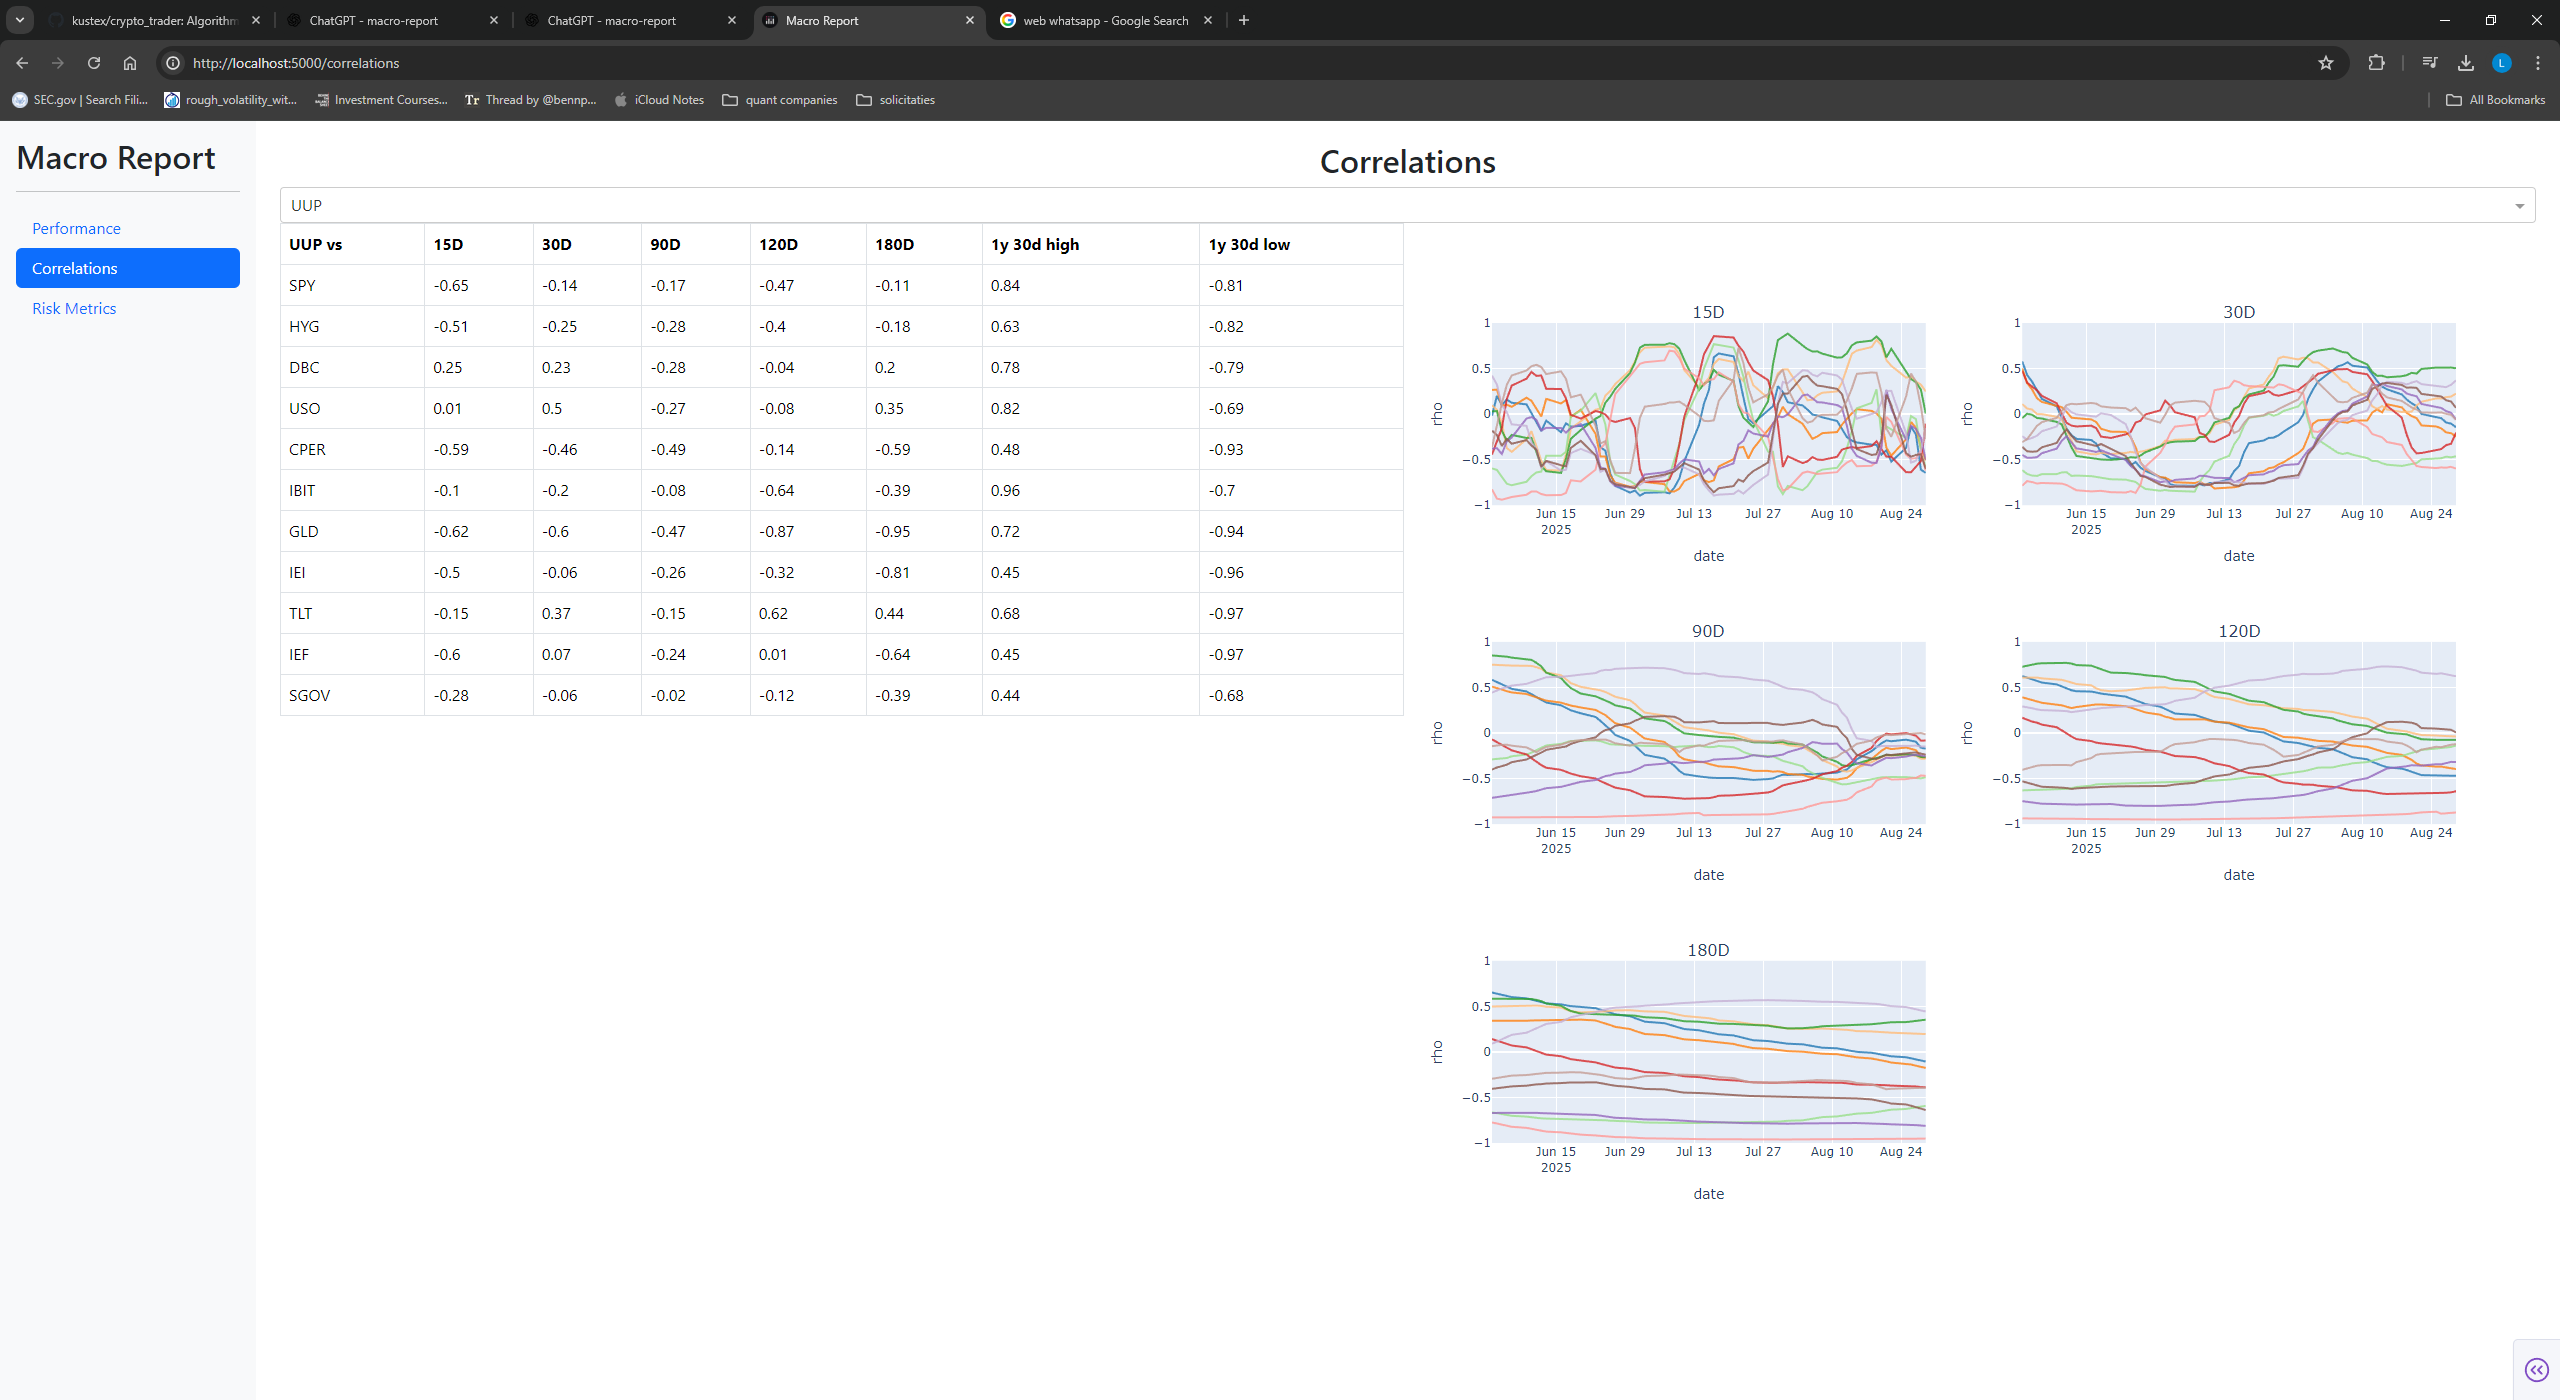 kustex/crypto_trader: Algorithm
ChatGPT - macro-report
ChatGPT - macro-report
Macro Report
web whatsapp - Google Search
http://localhost:5000/correlations
L
SEC.gov | Search Fili...
rough_volatility_wit...
Investment Courses...
Tr Thread by @bennp...
iCloud Notes
quant companies
solicitaties
All Bookmarks
Macro Report
Performance
Correlations
Risk Metrics
Correlations
UUP
UUP vs 15D 30D 90D 120D 180D 1y 30d high 1y 30d low
SPY -0.65 -0.14 -0.17 -0.47 -0.11 0.84 -0.81
HYG -0.51 -0.25 -0.28 -0.4 -0.18 0.63 -0.82
DBC 0.25 0.23 -0.28 -0.04 0.2 0.78 -0.79
USO 0.01 0.5 -0.27 -0.08 0.35 0.82 -0.69
CPER -0.59 -0.46 -0.49 -0.14 -0.59 0.48 -0.93
IBIT -0.1 -0.2 -0.08 -0.64 -0.39 0.96 -0.7
GLD -0.62 -0.6 -0.47 -0.87 -0.95 0.72 -0.94
IEI -0.5 -0.06 -0.26 -0.32 -0.81 0.45 -0.96
TLT -0.15 0.37 -0.15 0.62 0.44 0.68 -0.97
IEF -0.6 0.07 -0.24 0.01 -0.64 0.45 -0.97
SGOV -0.28 -0.06 -0.02 -0.12 -0.39 0.44 -0.68
15D
1
0.5
0
−0.5
−1
rho
Jun 15 Jun 29 Jul 13 Jul 27 Aug 10 Aug 24
2025
date
30D
1
0.5
0
−0.5
−1
rho
Jun 15 Jun 29 Jul 13 Jul 27 Aug 10 Aug 24
2025
date
90D
1
0.5
0
−0.5
−1
rho
Jun 15 Jun 29 Jul 13 Jul 27 Aug 10 Aug 24
2025
date
120D
1
0.5
0
−0.5
−1
rho
Jun 15 Jun 29 Jul 13 Jul 27 Aug 10 Aug 24
2025
date
180D
1
0.5
0
−0.5
−1
rho
Jun 15 Jun 29 Jul 13 Jul 27 Aug 10 Aug 24
2025
date